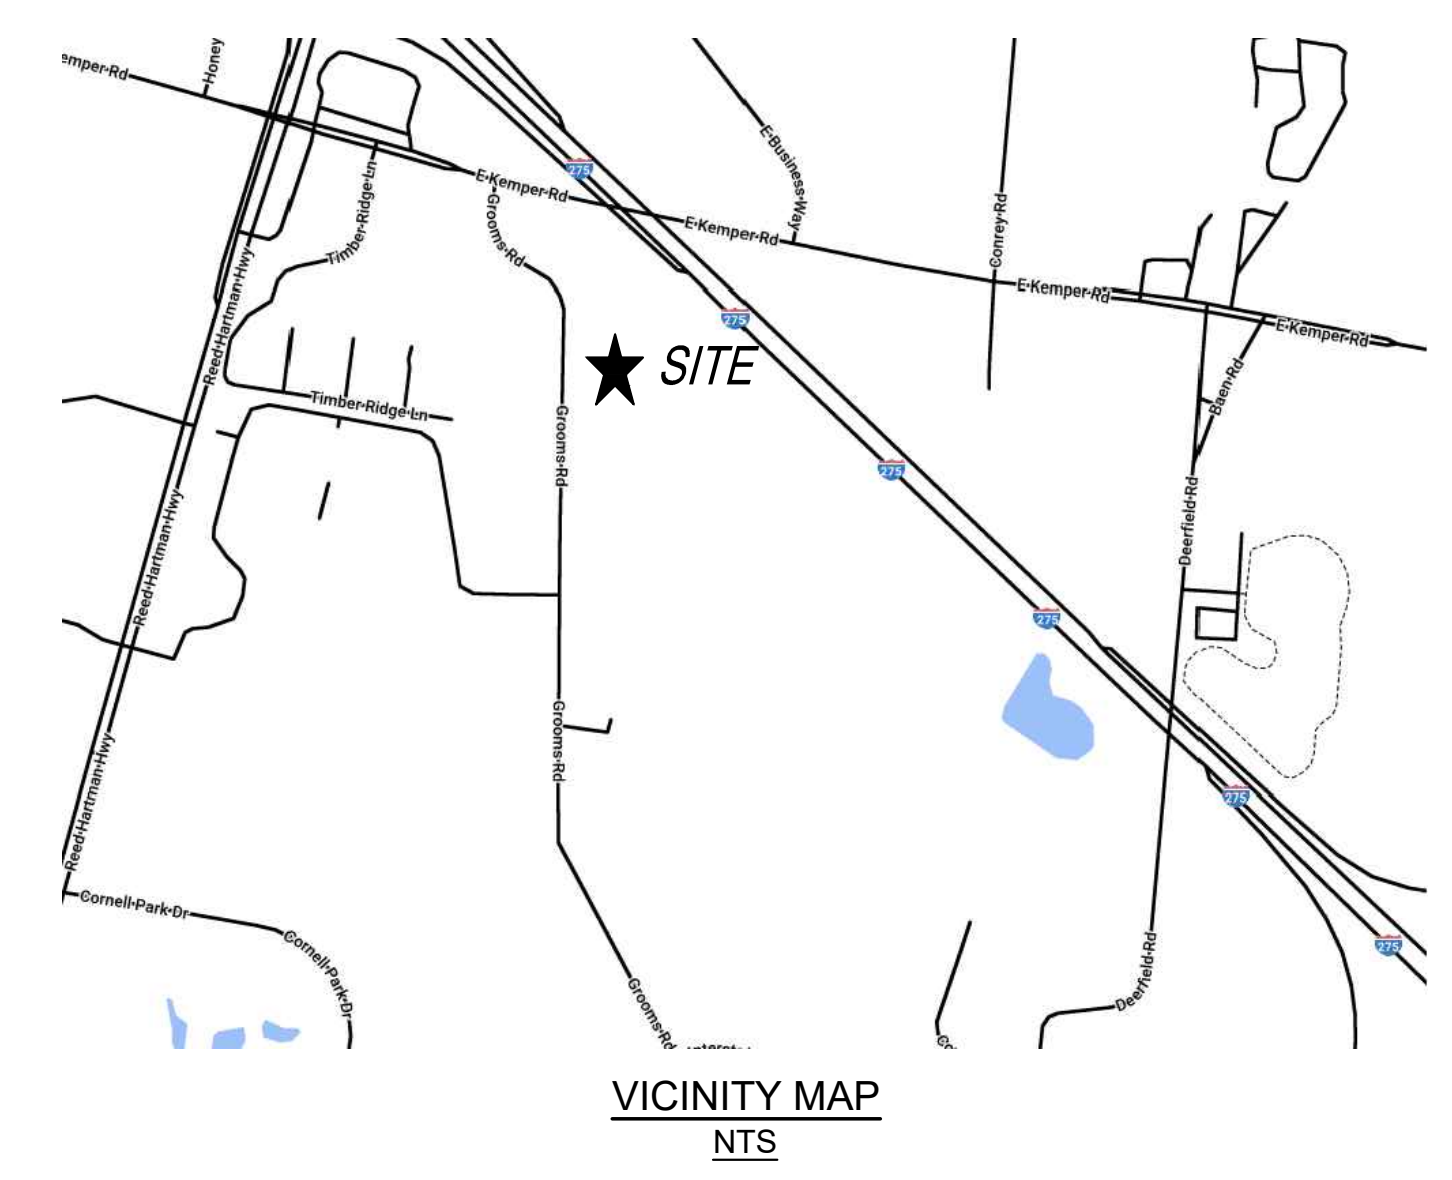 emper Rd
Honey
275
E Business Way
E Kemper Rd
Timber Ridge Ln
Grooms Rd
E Kemper Rd
Conrey Rd
Reed Hartman Hwy
E Kemper Rd
275
E Kemper Rd
SITE
Baen Rd
Timber Ridge Ln
Grooms Rd
275
Deerfield Rd
Reed Hartman Hwy
275
Grooms Rd
Reed Hartman Hwy
275
Cornell Park Dr
Cornell Park Dr
275
Deerfield Rd
Grooms Rd
Co
VICINITY MAP
NTS